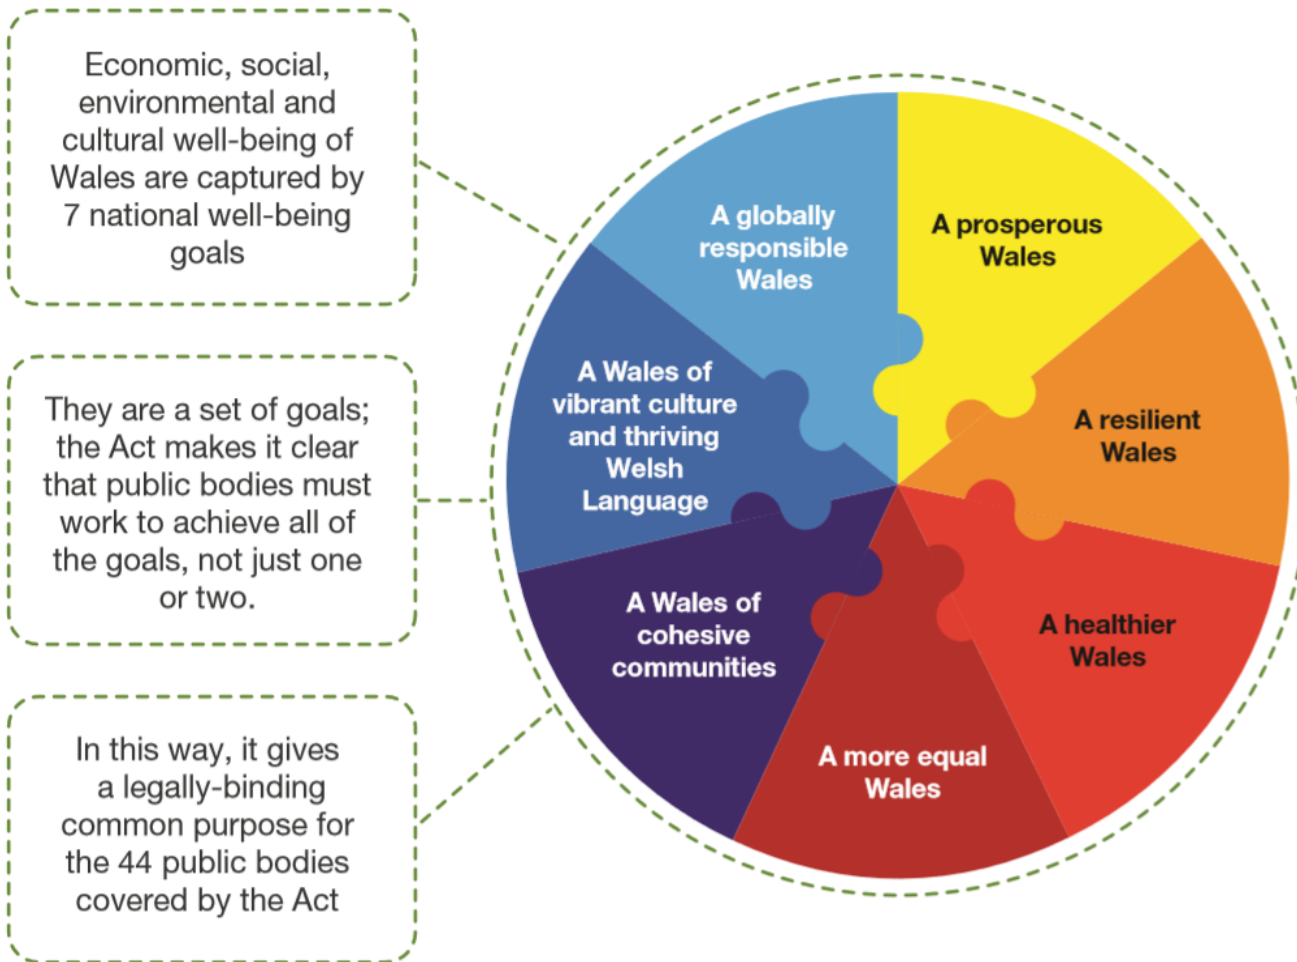 Economic, social,
environmental and
cultural well-being of
Wales are captured by
7 national well-being
goals
They are a set of goals;
the Act makes it clear
that public bodies must
work to achieve all of
the goals, not just one
or two.
In this way, it gives
a legally-binding
common purpose for
the 44 public bodies
covered by the Act
A globally
responsible
Wales
A prosperous
Wales
A resilient
Wales
A healthier
Wales
A more equal
Wales
A Wales of
cohesive
communities
A Wales of
vibrant culture
and thriving
Welsh
Language